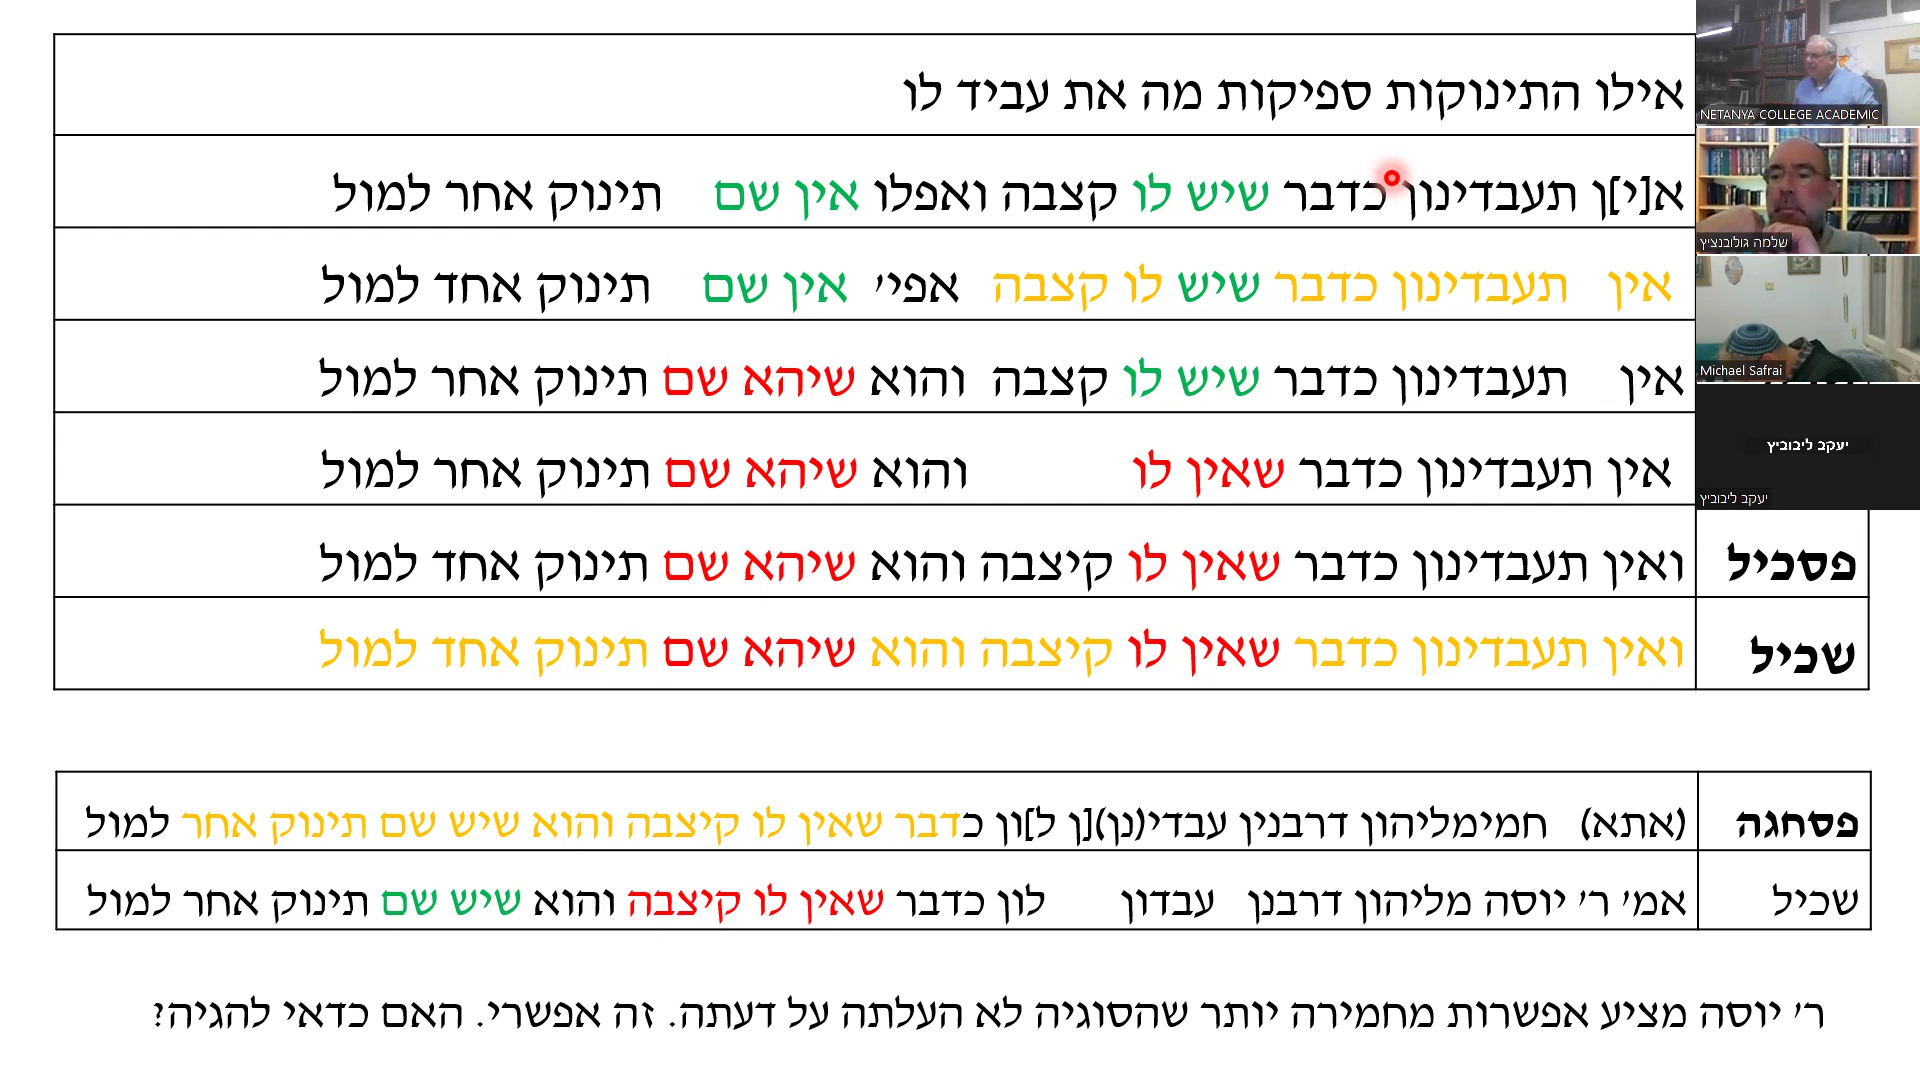 אילו התינוקות ספיקות מה את עביד לו
א[י]ן תעבדינון כדבר שיש לו קצבה ואפלו אין שם תינוק אחר למול
אין תעבדינון כדבר שיש לו קצבה אפי׳ אין שם תינוק אחד למול
אין תעבדינון כדבר שיש לו קצבה והוא שיהא שם תינוק אחר למול
אין תעבדינון כדבר שאין לו והוא שיהא שם תינוק אחר למול
פסכיל ואין תעבדינון כדבר שאין לו קיצבה והוא שיהא שם תינוק אחד למול
שכיל ואין תעבדינון כדבר שאין לו קיצבה והוא שיהא שם תינוק אחד למול
פסחגה (אתא) חמימליהון דרבנין עבדי(נן)[ן ל]ון כדבר שאין לו קיצבה והוא שיש שם תינוק אחר למול
שכיל אמ׳ ר׳ יוסה מליהון דרבנן עבדון לון כדבר שאין לו קיצבה והוא שיש שם תינוק אחר למול
ר׳ יוסה מציע אפשרות מחמירה יותר שהסוגיה לא העלתה על דעתה. זה אפשרי. האם כדאי להגיה?
NETANYA COLLEGE ACADMIC
שלמה גולובנציץ
Michael Safrai
יעקב ליבוביץ
יעקב ליבוביץ